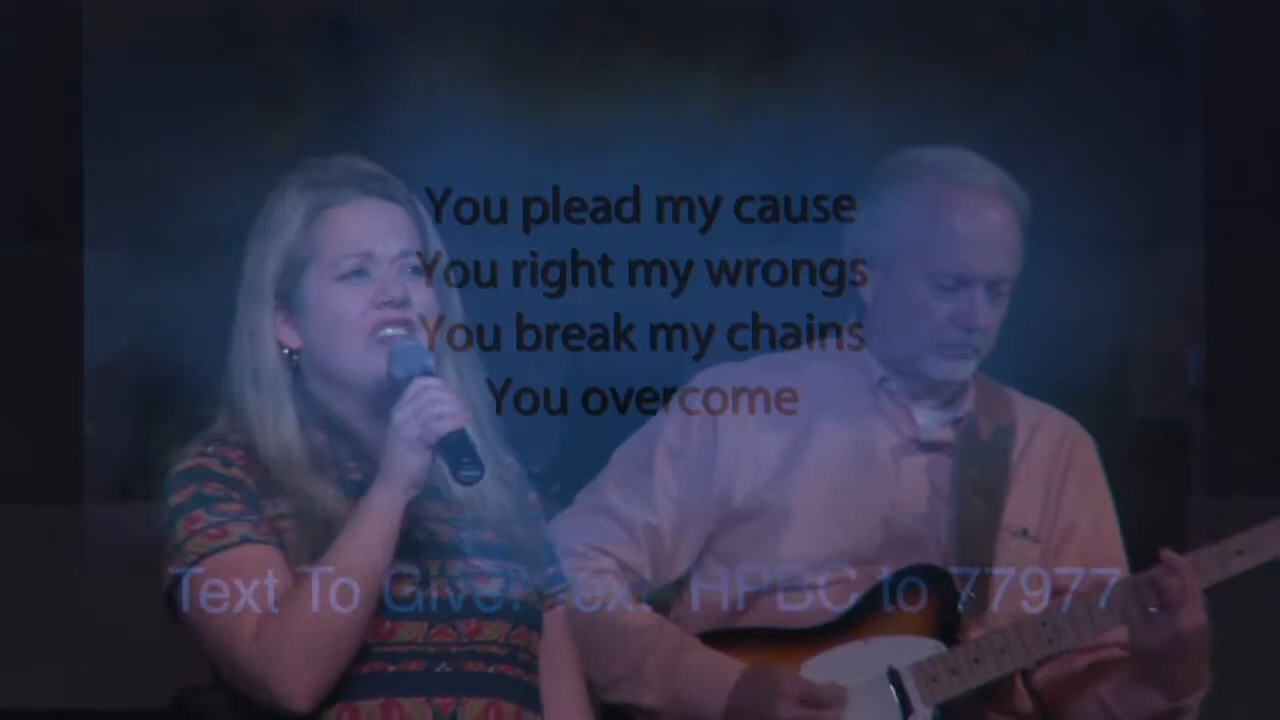 You plead my cause
You right my wrongs
You break my chains
You overcome
Text To Give: Text HPBC to 77977